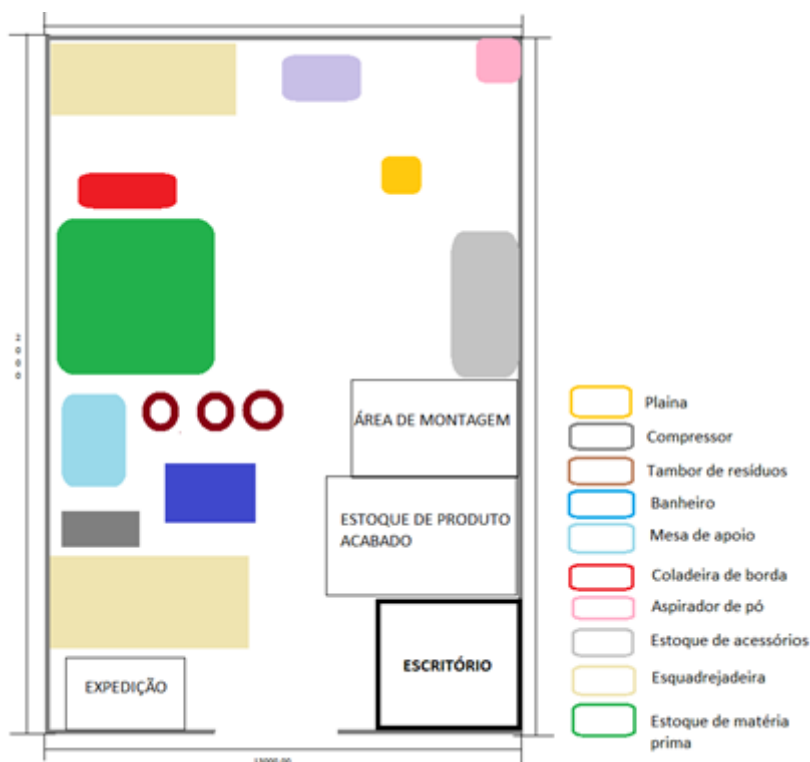 ÁREA DE MONTAGEM
ESTOQUE DE PRODUTO
ACABADO
ESCRITÓRIO
EXPEDIÇÃO
Plaina
Compressor
Tambor de resíduos
Banheiro
Mesa de apoio
Coladeira de borda
Aspirador de pó
Estoque de acessórios
Esquadrejadeira
Estoque de matéria
prima